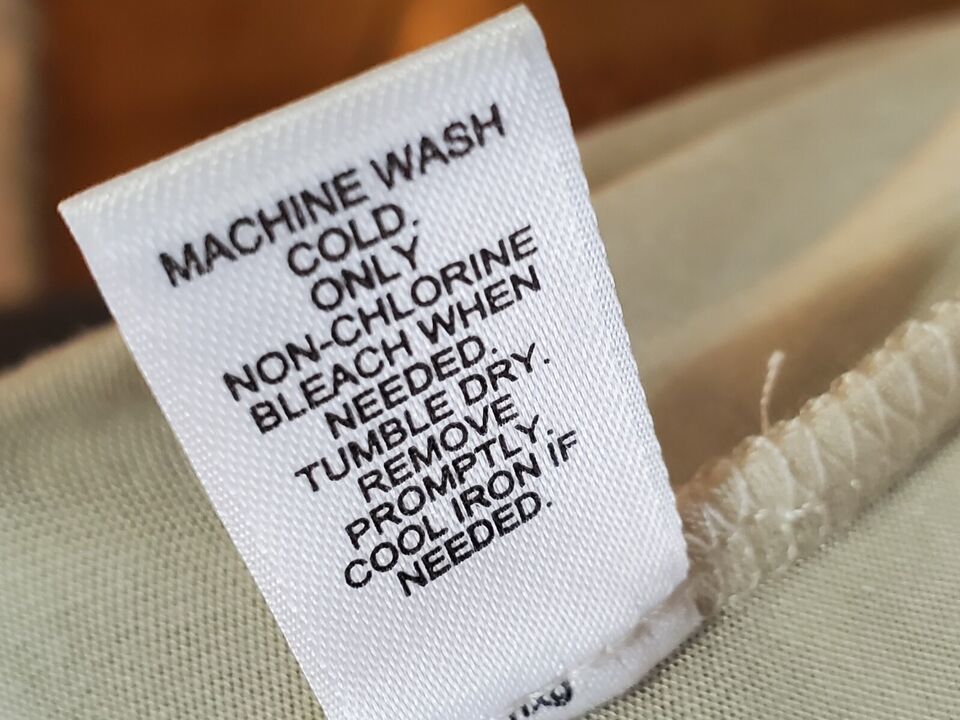 MACHINE WASH
COLD.
ONLY
NON-CHLORINE
BLEACH WHEN
NEEDED.
TUMBLE DRY.
REMOVE
PROMPTLY.
COOL IRON IF
NEEDED.